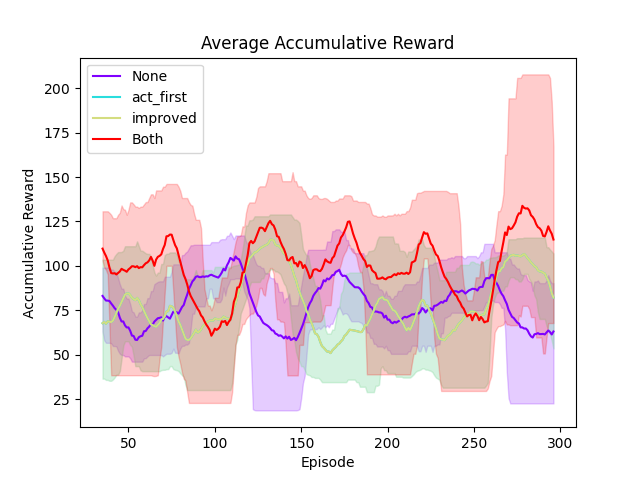 Average Accumulative Reward
None
act_first
improved
Both
200
175
150
125
100
75
50
25
Accumulative Reward
50 100 150 200 250 300
Episode